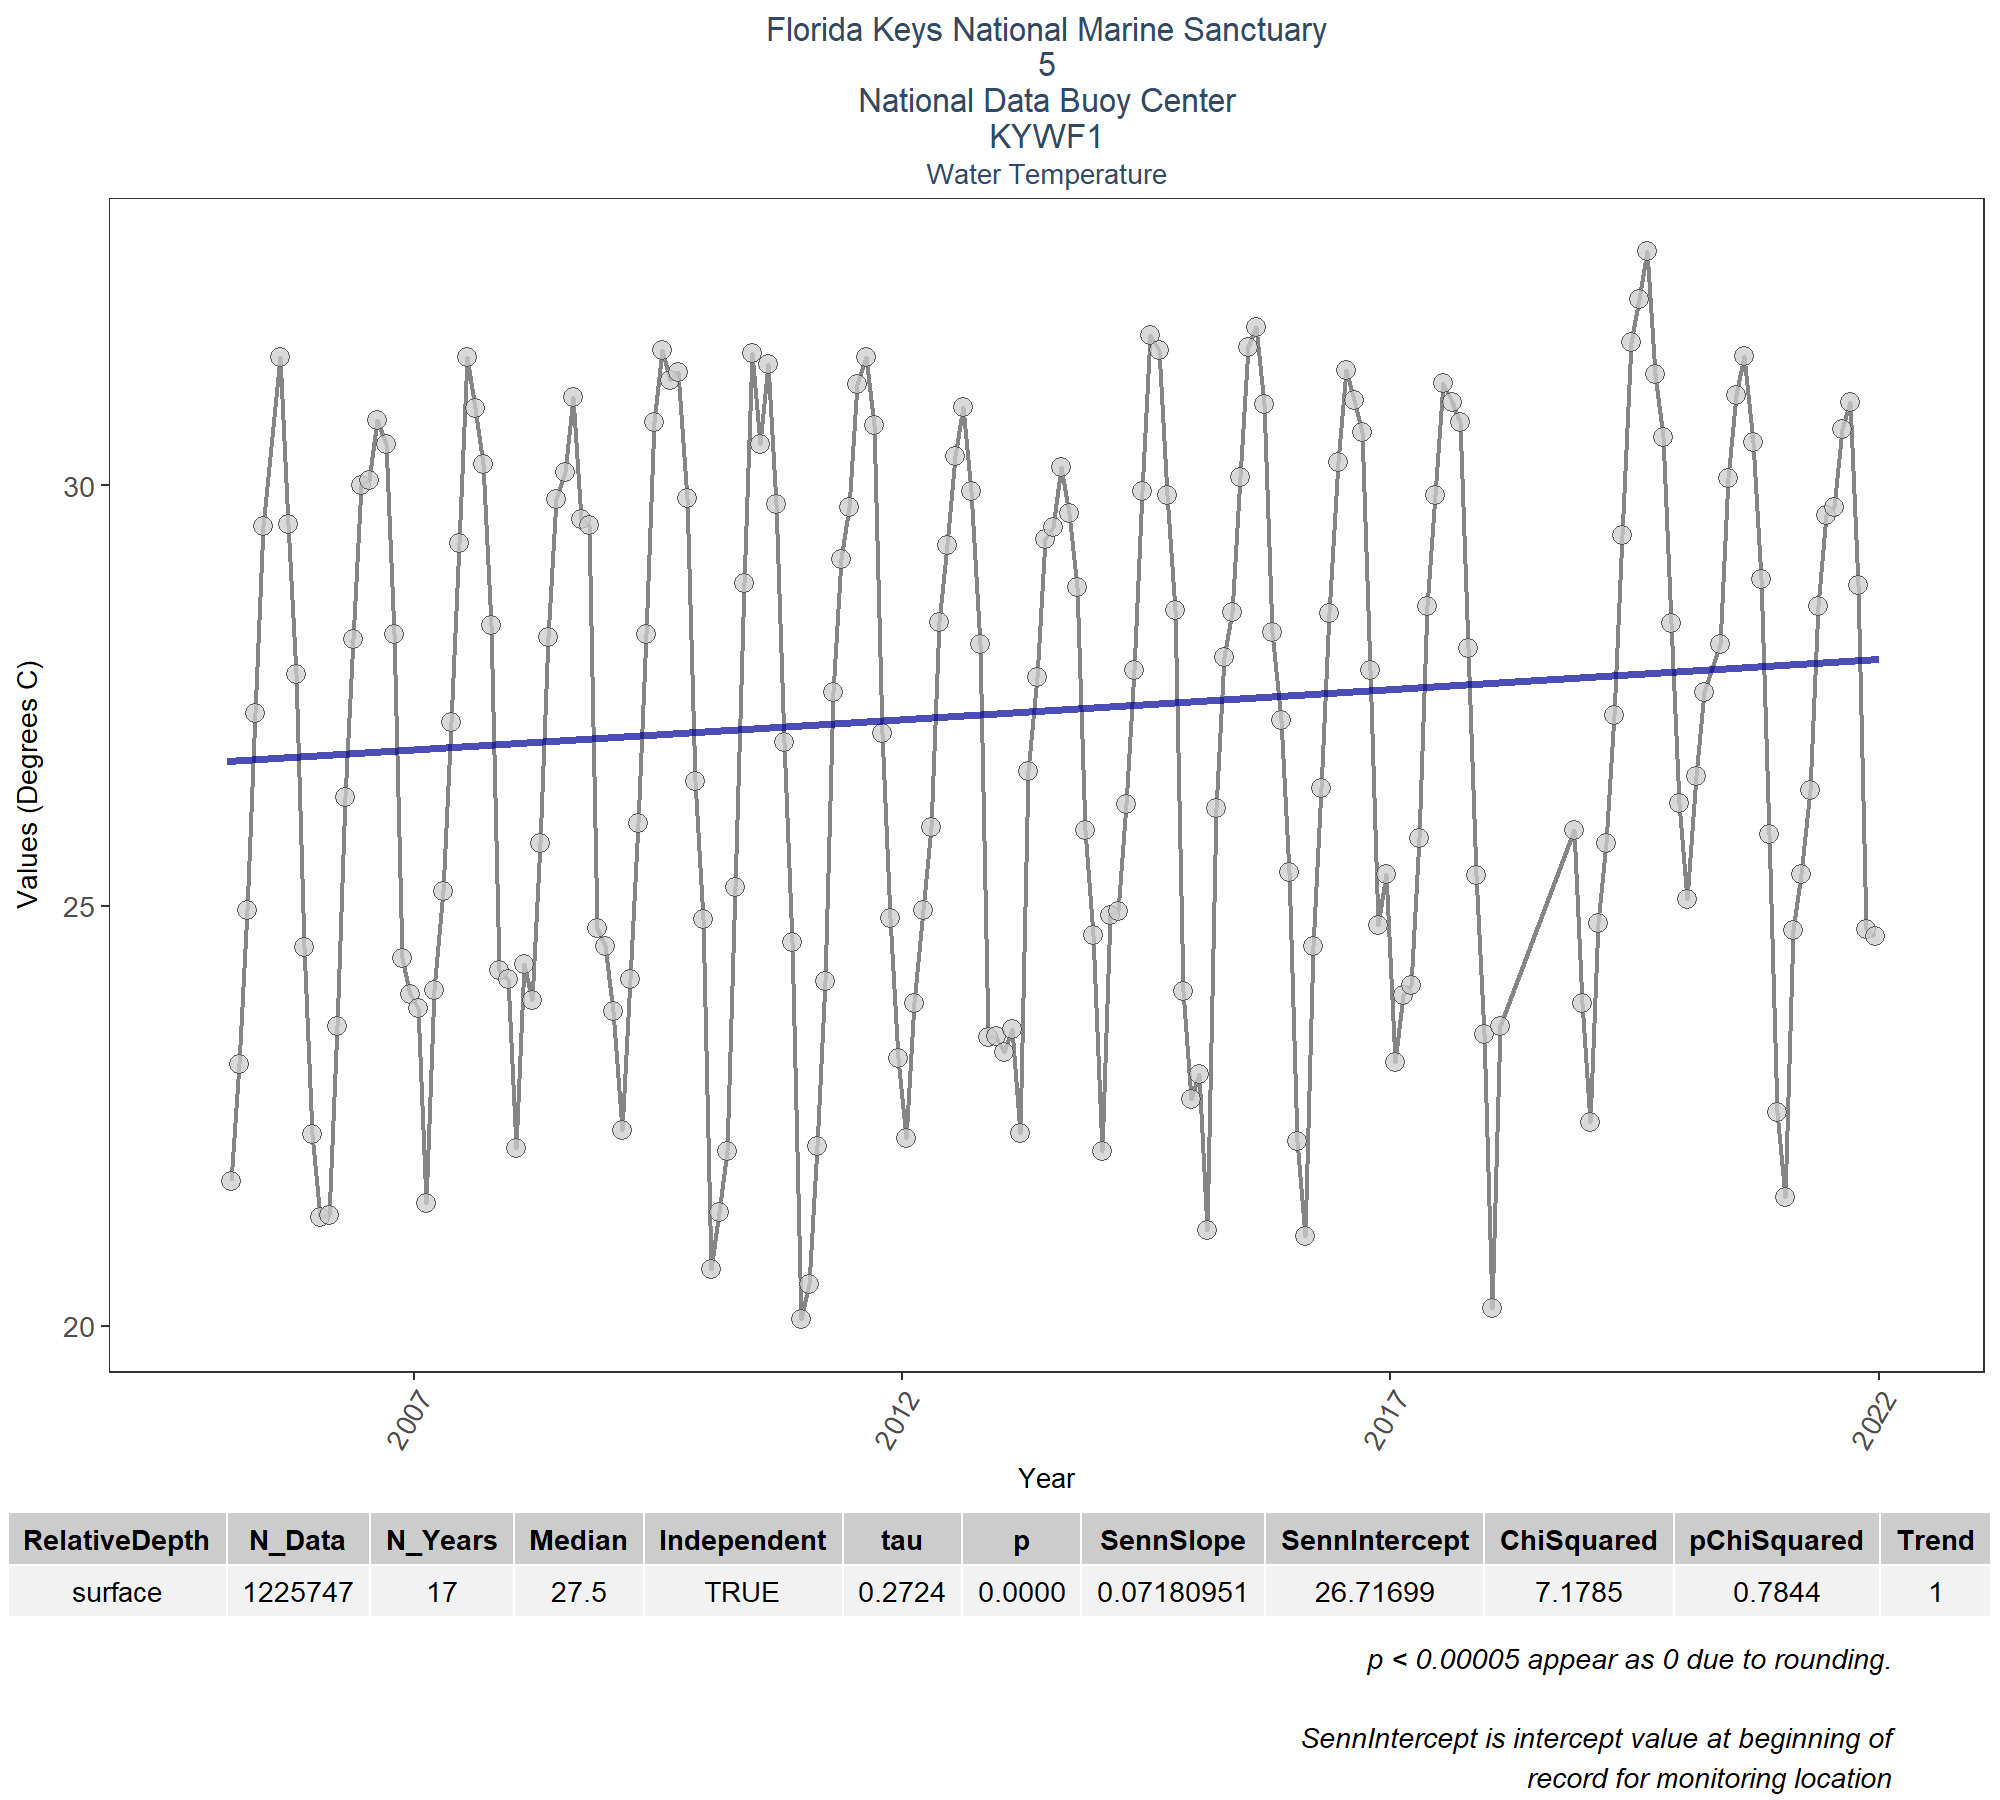 Florida Keys National Marine Sanctuary
5
National Data Buoy Center
KYWF1
Water Temperature
Values (Degrees C)
30
25
20
2007 2012 2017 2022
Year
RelativeDepth N_Data N_Years Median Independent tau p SennSlope SennIntercept ChiSquared pChiSquared Trend
surface 1225747 17 27.5 TRUE 0.2724 0.0000 0.07180951 26.71699 7.1785 0.7844 1
p < 0.00005 appear as 0 due to rounding.
SennIntercept is intercept value at beginning of
record for monitoring location